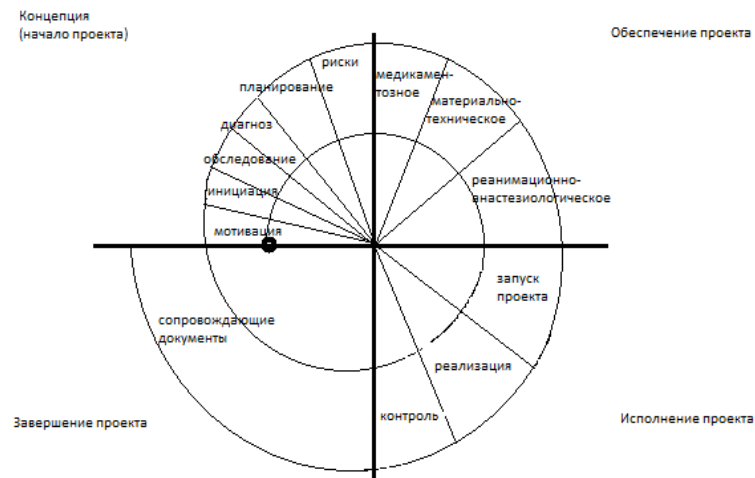 Концепция
(начало проекта)
Обеспечение проекта
риски
планирование
диагноз
обследование
инициация
мотивация
медикамен-
тозное
материально-
техническое
реанимационно-
анастезиологическое
запуск
проекта
реализация
контроль
сопровождающие
документы
Завершение проекта
Исполнение проекта